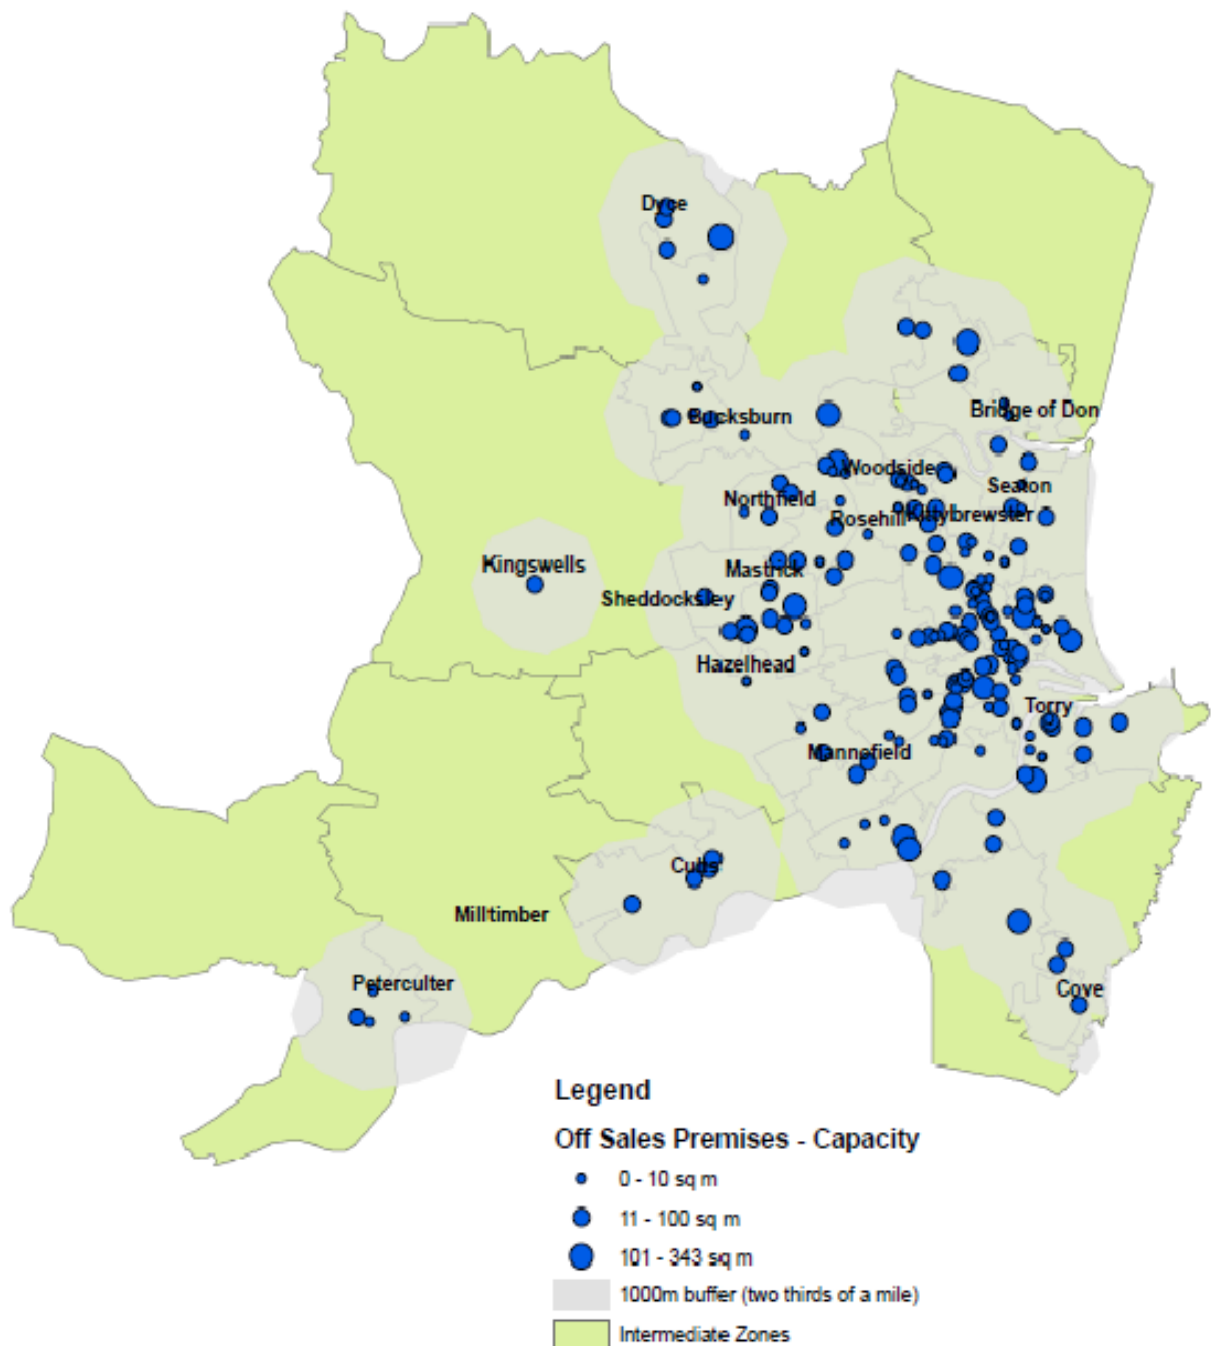 Dyce
Bridge of Don
Bucksburn
Woodside
Seaton
Northfield
Rosehill
Kittybrewster
Kingswells
Mastrick
Sheddocksley
Hazelhead
Torry
Mannofield
Cults
Milltimber
Peterculter
Cove
Legend
Off Sales Premises - Capacity
0 - 10 sq m
11 - 100 sq m
101 - 343 sq m
1000m buffer (two thirds of a mile)
Intermediate Zones